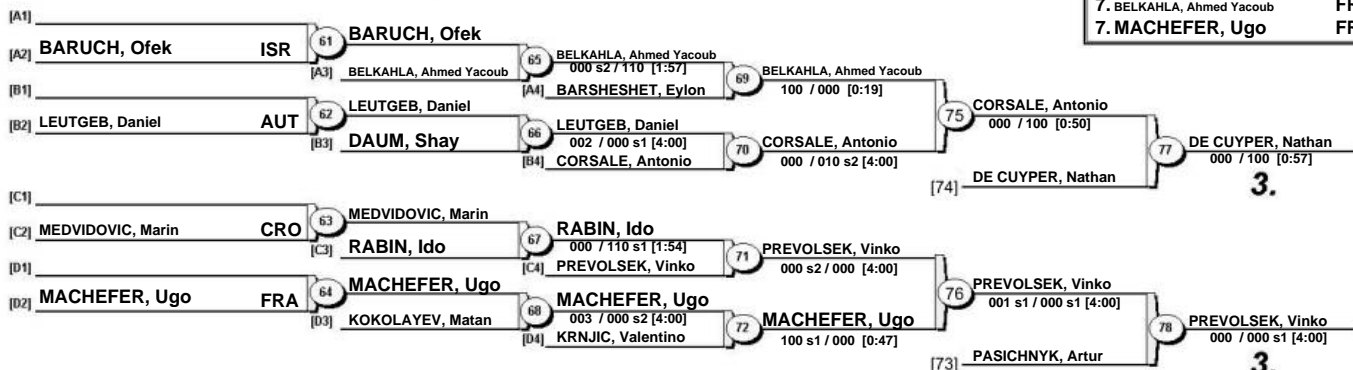 7. BELKAHLA, Ahmed Yacoub FR
7. MACHEFER, Ugo FR
[A1]
[A2] BARUCH, Ofek ISR
61 BARUCH, Ofek
[A3] BELKAHLA, Ahmed Yacoub
65 BELKAHLA, Ahmed Yacoub
000 s2 / 110 [1:57]
[A4] BARSHESHET, Eylon
69 BELKAHLA, Ahmed Yacoub
100 / 000 [0:19]
[B1]
[B2] LEUTGEB, Daniel AUT
62 LEUTGEB, Daniel
[B3] DAUM, Shay
66 LEUTGEB, Daniel
002 / 000 s1 [4:00]
[B4] CORSALE, Antonio
70 CORSALE, Antonio
000 / 010 s2 [4:00]
75 CORSALE, Antonio
000 / 100 [0:50]
[74] DE CUYPER, Nathan
77 DE CUYPER, Nathan
000 / 100 [0:57]
3.
[C1]
[C2] MEDVIDOVIC, Marin CRO
63 MEDVIDOVIC, Marin
[C3] RABIN, Ido
67 RABIN, Ido
000 / 110 s1 [1:54]
[C4] PREVOLSEK, Vinko
71 PREVOLSEK, Vinko
000 s2 / 000 [4:00]
[D1]
[D2] MACHEFER, Ugo FRA
64 MACHEFER, Ugo
[D3] KOKOLAYEV, Matan
68 MACHEFER, Ugo
003 / 000 s2 [4:00]
[D4] KRNJIC, Valentino
72 MACHEFER, Ugo
100 s1 / 000 [0:47]
76 PREVOLSEK, Vinko
001 s1 / 000 s1 [4:00]
[73] PASICHNYK, Artur
78 PREVOLSEK, Vinko
000 / 000 s1 [4:00]
3.